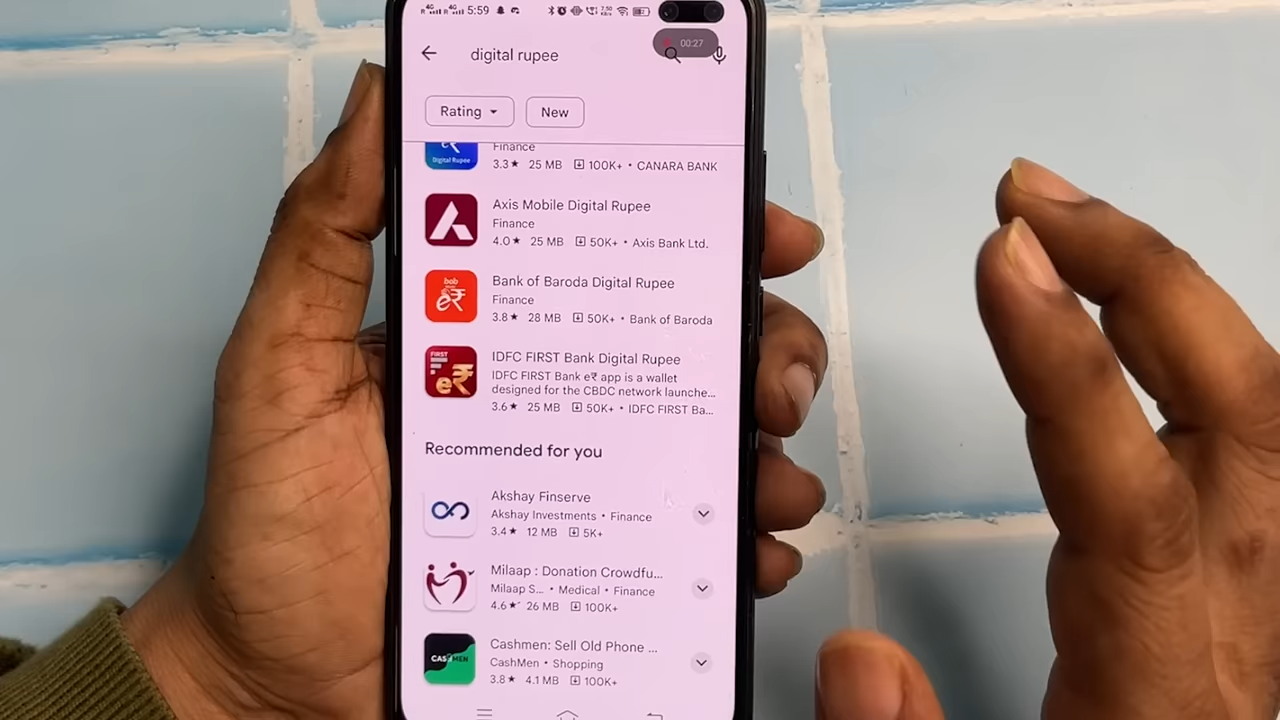 5:59
00:27
digital rupee
Rating
New
Digital Rupee
Finance
3.3★ 25 MB 100K+ • CANARA BANK
Axis Mobile Digital Rupee
Finance
4.0★ 25 MB 50K+ • Axis Bank Ltd.
bob
e₹
Bank of Baroda Digital Rupee
Finance
3.8★ 28 MB 50K+ • Bank of Baroda
FIRST
e₹
IDFC FIRST Bank Digital Rupee
IDFC FIRST Bank e₹ app is a wallet
designed for the CBDC network launche...
3.6★ 25 MB 50K+ • IDFC FIRST Ba...
Recommended for you
Akshay Finserve
Akshay Investments • Finance
3.4★ 12 MB 5K+
Milaap : Donation Crowdfu...
Milaap S... • Medical • Finance
4.6★ 26 MB 100K+
CASHMEN
Cashmen: Sell Old Phone ...
CashMen • Shopping
3.8★ 4.1 MB 100K+